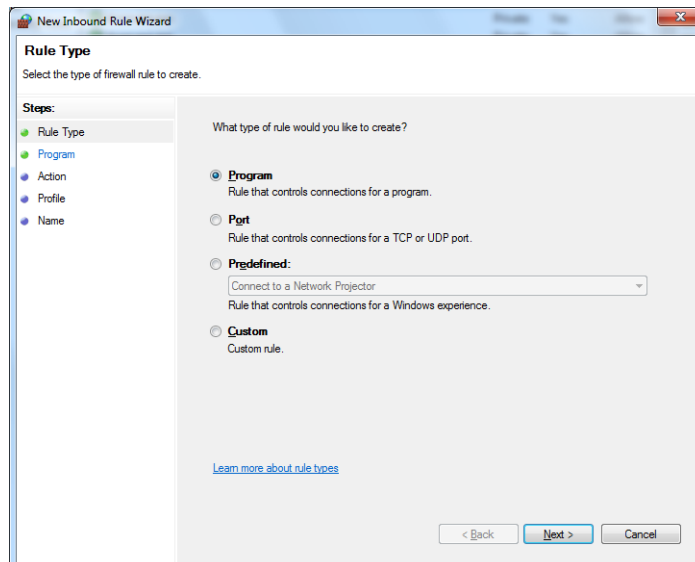 New Inbound Rule Wizard
Rule Type
Select the type of firewall rule to create.
Steps:
Rule Type
Program
Action
Profile
Name
What type of rule would you like to create?
Program
Rule that controls connections for a program.
Port
Rule that controls connections for a TCP or UDP port.
Predefined:
Connect to a Network Projector
Rule that controls connections for a Windows experience.
Custom
Custom rule.
Learn more about rule types
< Back Next > Cancel